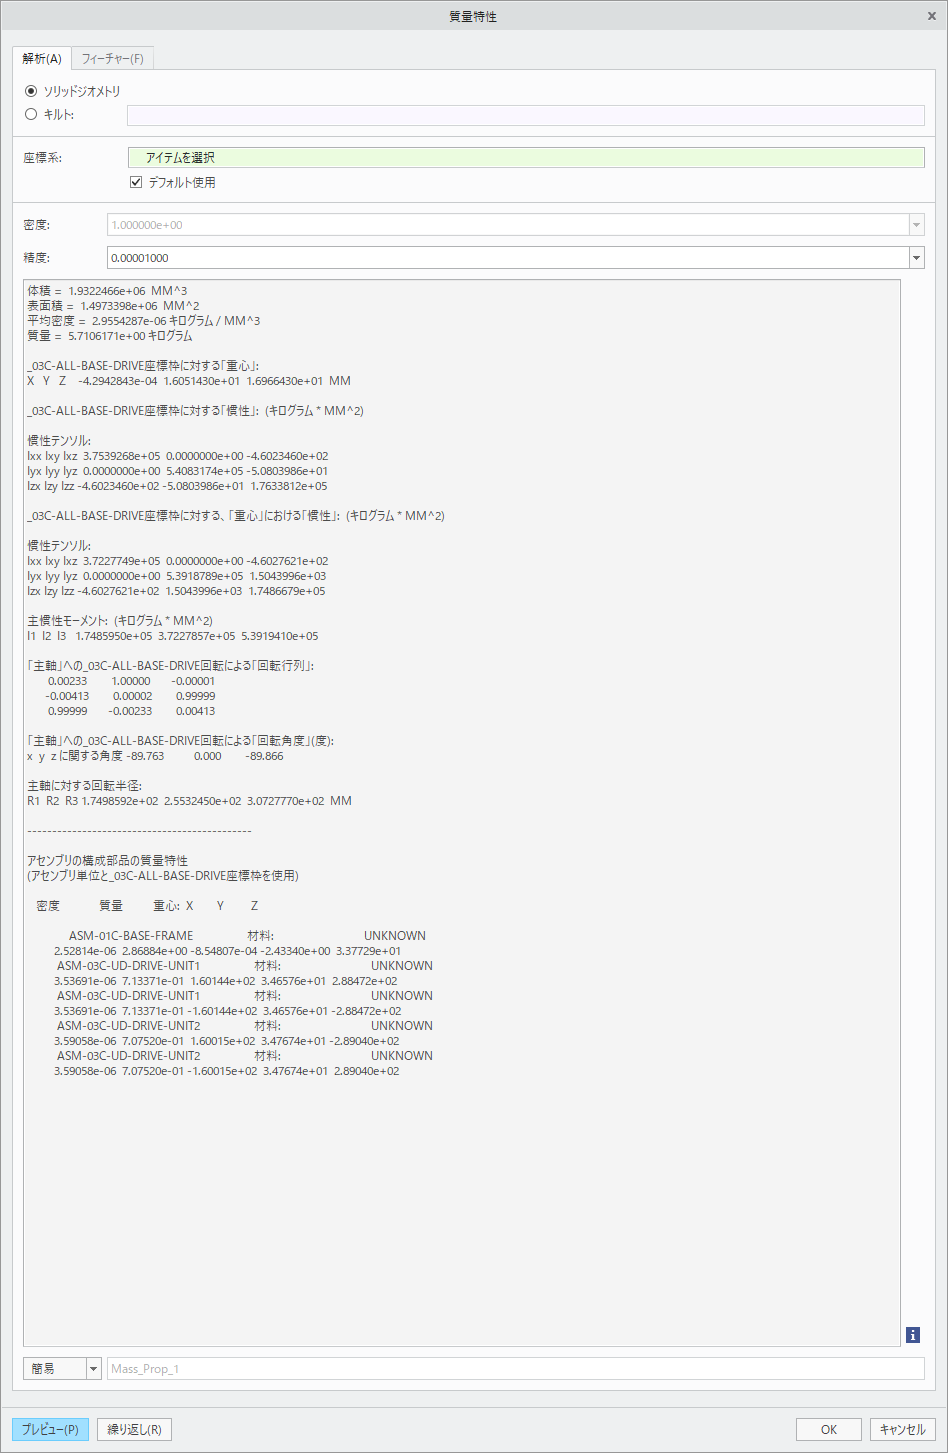 質量特性
解析(A) フィーチャー(F)
ソリッドジオメトリ
キルト:
座標系: アイテムを選択
デフォルト使用
密度: 1.000000e+00
精度: 0.00001000
体積 = 1.9322466e+06 MM^3
表面積 = 1.4973398e+06 MM^2
平均密度 = 2.9554287e-06 キログラム / MM^3
質量 = 5.7106171e+00 キログラム
_03C-ALL-BASE-DRIVE座標枠に対する「重心」:
X Y Z -4.2942843e-04 1.6051430e+01 1.6966430e+01 MM
_03C-ALL-BASE-DRIVE座標枠に対する「慣性」: (キログラム * MM^2)
慣性テンソル:
Ixx Ixy Ixz 3.7539268e+05 0.0000000e+00 -4.6023460e+02
Iyx Iyy Iyz 0.0000000e+00 5.4083174e+05 -5.0803986e+01
Izx Izy Izz -4.6023460e+02 -5.0803986e+01 1.7633812e+05
_03C-ALL-BASE-DRIVE座標枠に対する、「重心」における「慣性」: (キログラム * MM^2)
慣性テンソル:
Ixx Ixy Ixz 3.7227749e+05 0.0000000e+00 -4.6027621e+02
Iyx Iyy Iyz 0.0000000e+00 5.3918789e+05 1.5043996e+03
Izx Izy Izz -4.6027621e+02 1.5043996e+03 1.7486679e+05
主慣性モーメント: (キログラム * MM^2)
I1 I2 I3 1.7485950e+05 3.7227857e+05 5.3919410e+05
「主軸」への_03C-ALL-BASE-DRIVE回転による「回転行列」:
0.00233 1.00000 -0.00001
-0.00413 0.00002 0.99999
0.99999 -0.00233 0.00413
「主軸」への_03C-ALL-BASE-DRIVE回転による「回転角度」(度):
x y z に関する角度 -89.763 0.000 -89.866
主軸に対する回転半径:
R1 R2 R3 1.7498592e+02 2.5532450e+02 3.0727770e+02 MM
---------------------------------------------
アセンブリの構成部品の質量特性
(アセンブリ単位と_03C-ALL-BASE-DRIVE座標枠を使用)
密度 質量 重心: X Y Z
ASM-01C-BASE-FRAME 材料: UNKNOWN
2.52814e-06 2.86884e+00 -8.54807e-04 -2.43340e+00 3.37729e+01
ASM-03C-UD-DRIVE-UNIT1 材料: UNKNOWN
3.53691e-06 7.13371e-01 1.60144e+02 3.46576e+01 2.88472e+02
ASM-03C-UD-DRIVE-UNIT1 材料: UNKNOWN
3.53691e-06 7.13371e-01 -1.60144e+02 3.46576e+01 -2.88472e+02
ASM-03C-UD-DRIVE-UNIT2 材料: UNKNOWN
3.59058e-06 7.07520e-01 1.60015e+02 3.47674e+01 -2.89040e+02
ASM-03C-UD-DRIVE-UNIT2 材料: UNKNOWN
3.59058e-06 7.07520e-01 -1.60015e+02 3.47674e+01 2.89040e+02
簡易 Mass_Prop_1
プレビュー(P) 繰り返し(R) OK キャンセル